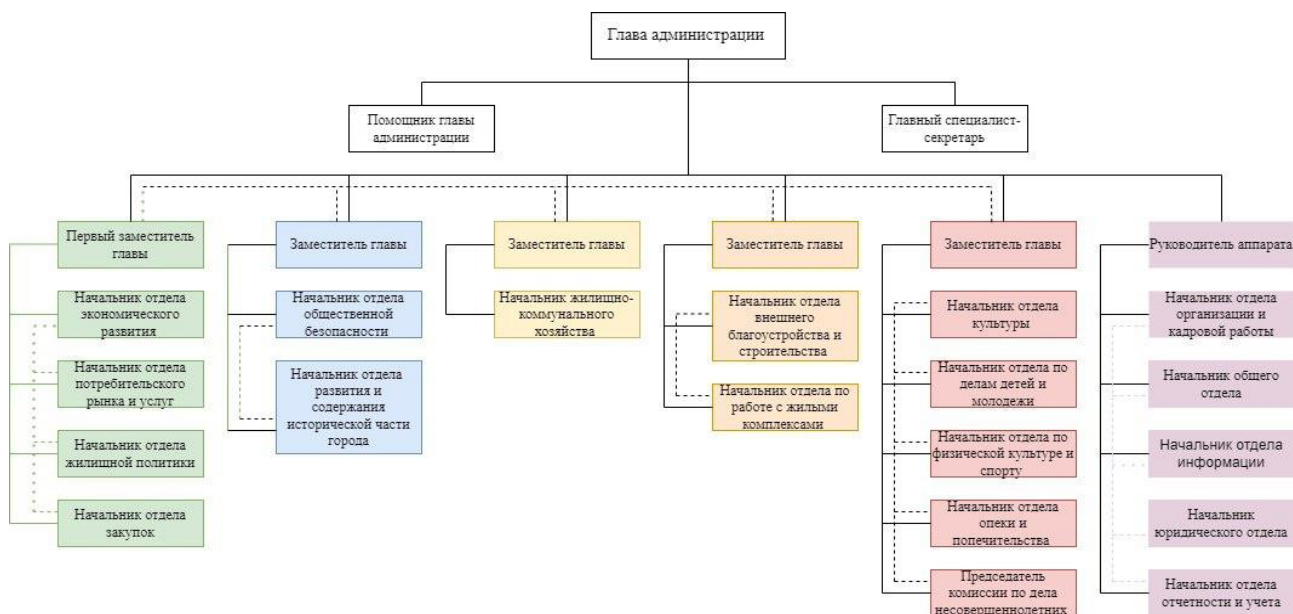 Глава администрации
Помощник главы
администрации
Главный специалист-
секретарь
Первый заместитель
главы
Заместитель главы
Заместитель главы
Заместитель главы
Заместитель главы
Руководитель аппарата
Начальник отдела
экономического
развития
Начальник отдела
потребительского
рынка и услуг
Начальник отдела
жилищной политики
Начальник отдела
закупок
Начальник отдела
общественной
безопасности
Начальник отдела
развития и
содержания
исторической части
города
Начальник жилищно-
коммунального
хозяйства
Начальник отдела
внешнего
благоустройства и
строительства
Начальник отдела по
работе с жилыми
комплексами
Начальник отдела
культуры
Начальник отдела по
делам детей и
молодежи
Начальник отдела по
физической культуре и
спорту
Начальник отдела
опеки и
попечительства
Председатель
комиссии по дела
несовершеннолетних
Начальник отдела
организации и
кадровой работы
Начальник общего
отдела
Начальник отдела
информации
Начальник
юридического отдела
Начальник отдела
отчетности и учета